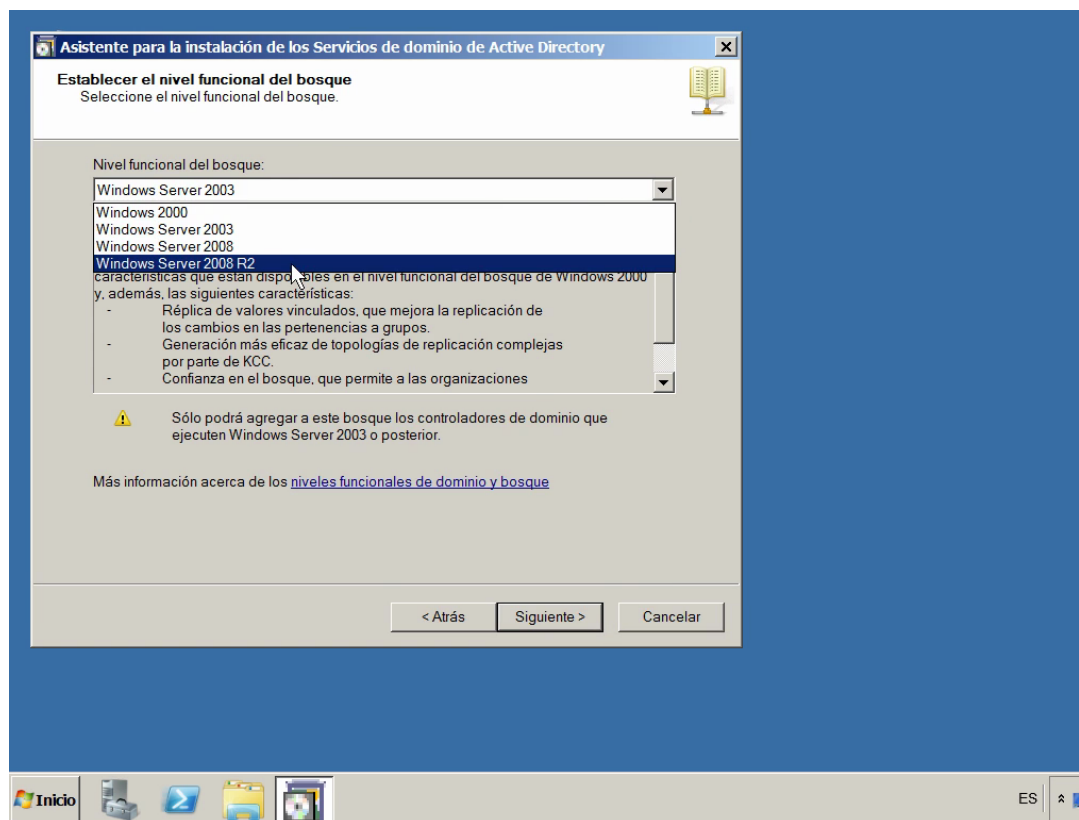 Asistente para la instalación de los Servicios de dominio de Active Directory
Establecer el nivel funcional del bosque
Seleccione el nivel funcional del bosque.
Nivel funcional del bosque:
Windows Server 2003
Windows 2000
Windows Server 2003
Windows Server 2008
Windows Server 2008 R2
características que están disponibles en el nivel funcional del bosque de Windows 2000
y, además, las siguientes características:
- Réplica de valores vinculados, que mejora la replicación de
los cambios en las pertenencias a grupos.
- Generación más eficaz de topologías de replicación complejas
por parte de KCC.
- Confianza en el bosque, que permite a las organizaciones
Sólo podrá agregar a este bosque los controladores de dominio que
ejecuten Windows Server 2003 o posterior.
Más información acerca de los niveles funcionales de dominio y bosque
< Atrás Siguiente > Cancelar
Inicio ES